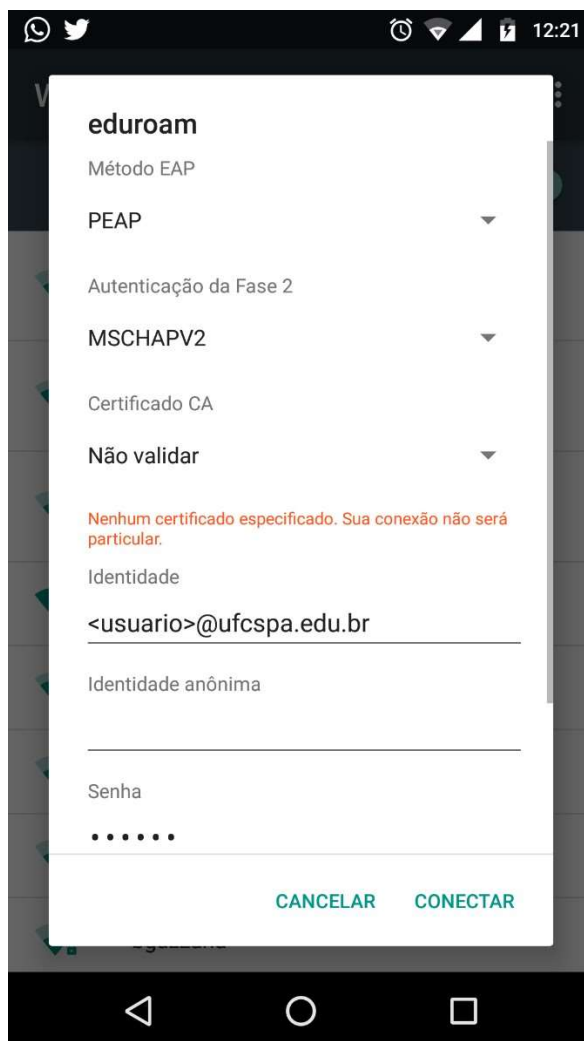 12:21
W
eduroam
Método EAP
PEAP
Autenticação da Fase 2
MSCHAPV2
Certificado CA
Não validar
Nenhum certificado especificado. Sua conexão não será
particular.
Identidade
<usuario>@ufcspa.edu.br
Identidade anônima
Senha
••••••
CANCELAR CONECTAR